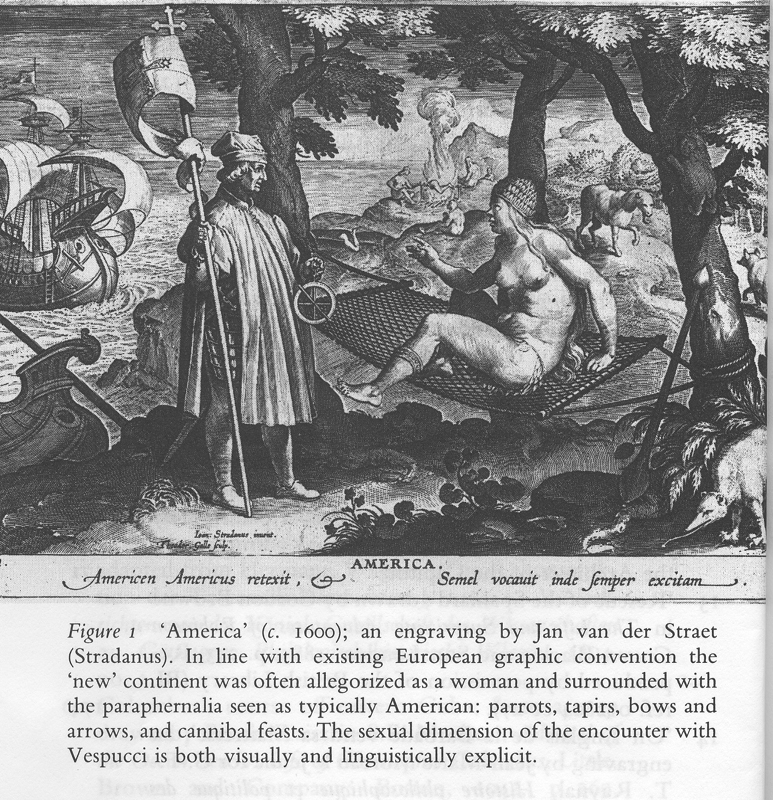 Ioan. Stradanus invent.
Theodor. Galle sculp.
AMERICA.
Americen Americus retexit, Semel vocauit inde semper excitam.
Figure 1 ‘America’ (c. 1600); an engraving by Jan van der Straet
(Stradanus). In line with existing European graphic convention the
‘new’ continent was often allegorized as a woman and surrounded with
the paraphernalia seen as typically American: parrots, tapirs, bows and
arrows, and cannibal feasts. The sexual dimension of the encounter with
Vespucci is both visually and linguistically explicit.